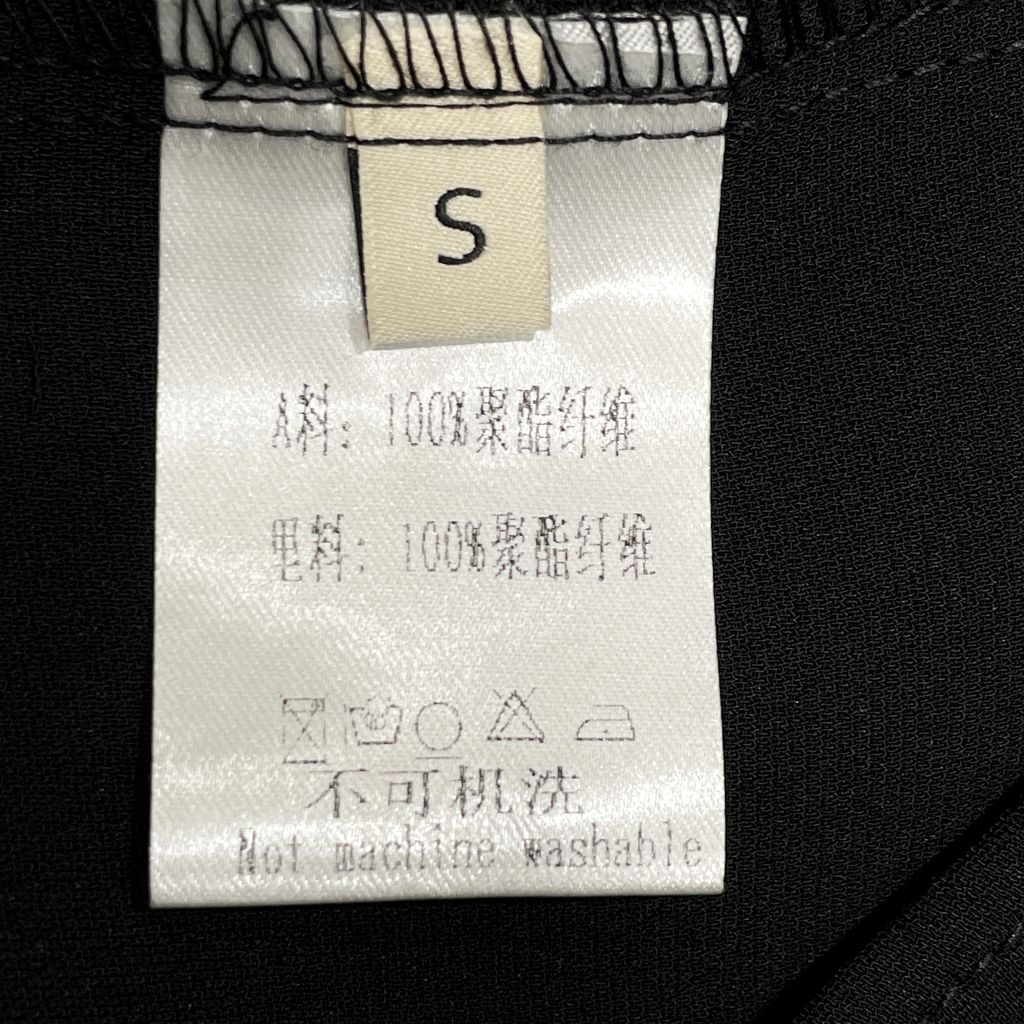 S
A料: 100%聚酯纤维
里料: 100%聚酯纤维
不可机洗
Not machine washable